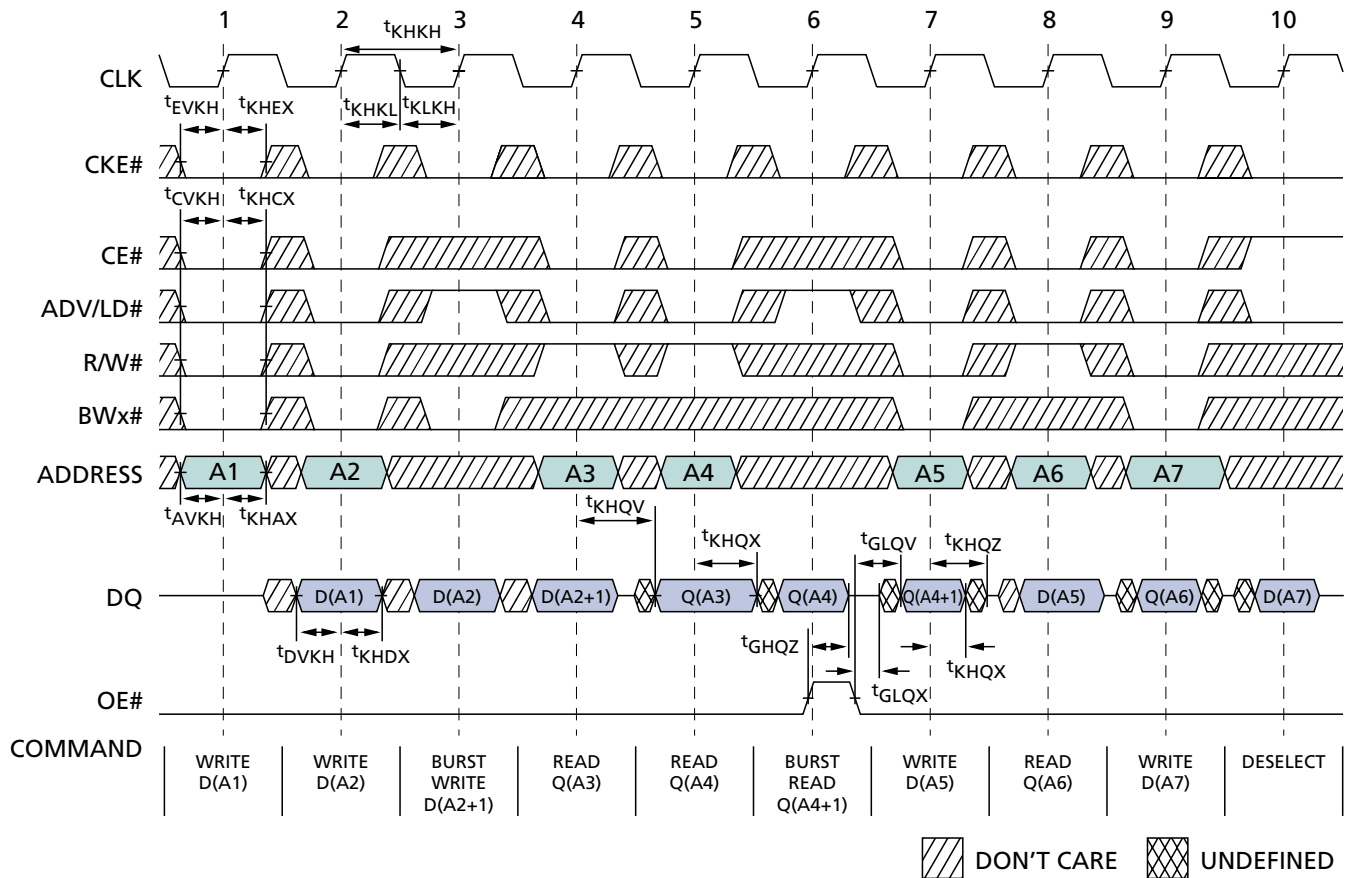 1 2 3 4 5 6 7 8 9 10
tKHKH
CLK
tEVKH tKHEX tKHKL tKLKH
CKE#
tCVKH tKHCX
CE#
ADV/LD#
R/W#
BWx#
ADDRESS A1 A2 A3 A4 A5 A6 A7
tAVKH tKHAX tKHQV
tKHQX tGLQV tKHQZ
DQ D(A1) D(A2) D(A2+1) Q(A3) Q(A4) Q(A4+1) D(A5) Q(A6) D(A7)
tDVKH tKHDX tGHQZ tKHQX
tGLQX
OE#
COMMAND
WRITE D(A1)
WRITE D(A2)
BURST WRITE D(A2+1)
READ Q(A3)
READ Q(A4)
BURST READ Q(A4+1)
WRITE D(A5)
READ Q(A6)
WRITE D(A7)
DESELECT
DON'T CARE UNDEFINED